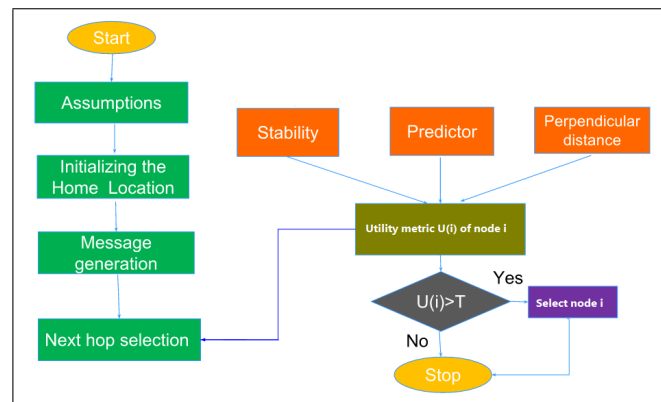 Start
Assumptions
Initializing the
Home Location
Message
generation
Next hop selection
Stability
Predictor
Perpendicular
distance
Utility metric U(i) of node i
U(i)>T
Yes
Select node i
No
Stop